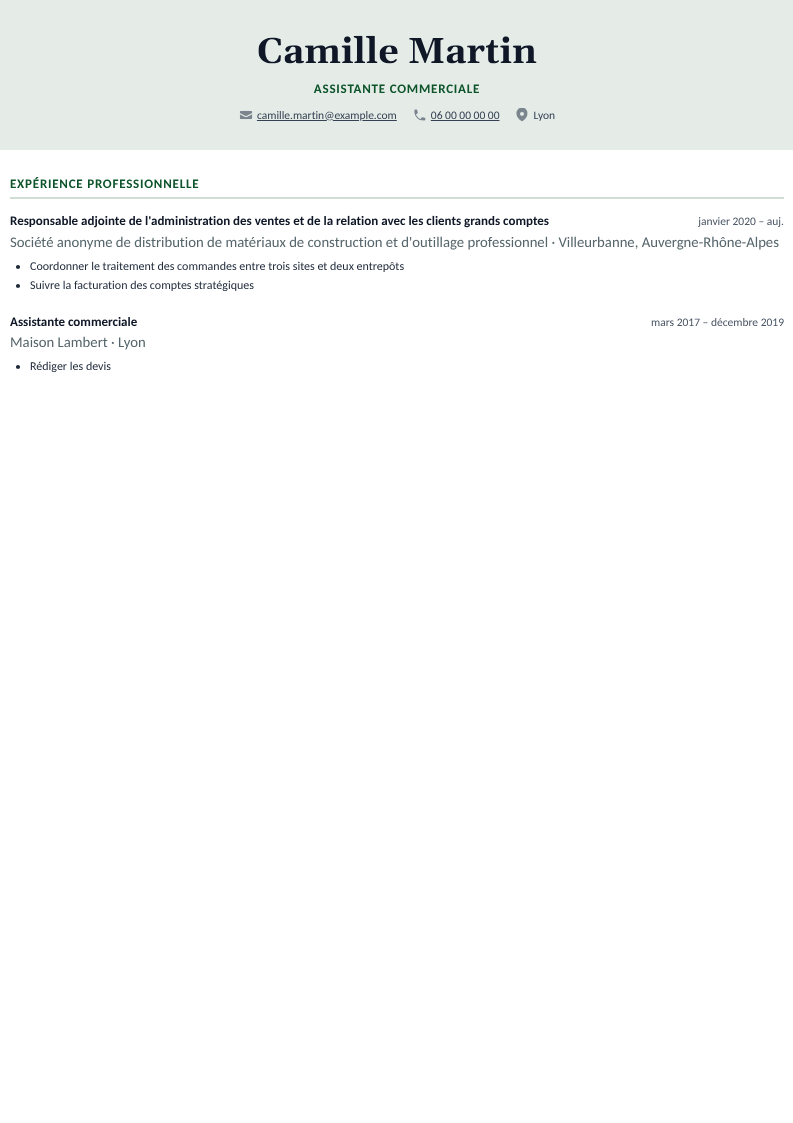 Camille Martin
ASSISTANTE COMMERCIALE
camille.martin@example.com 06 00 00 00 00 Lyon
EXPÉRIENCE PROFESSIONNELLE
Responsable adjointe de l'administration des ventes et de la relation avec les clients grands comptes janvier 2020 – auj.
Société anonyme de distribution de matériaux de construction et d'outillage professionnel · Villeurbanne, Auvergne-Rhône-Alpes
• Coordonner le traitement des commandes entre trois sites et deux entrepôts
• Suivre la facturation des comptes stratégiques
Assistante commerciale mars 2017 – décembre 2019
Maison Lambert · Lyon
• Rédiger les devis